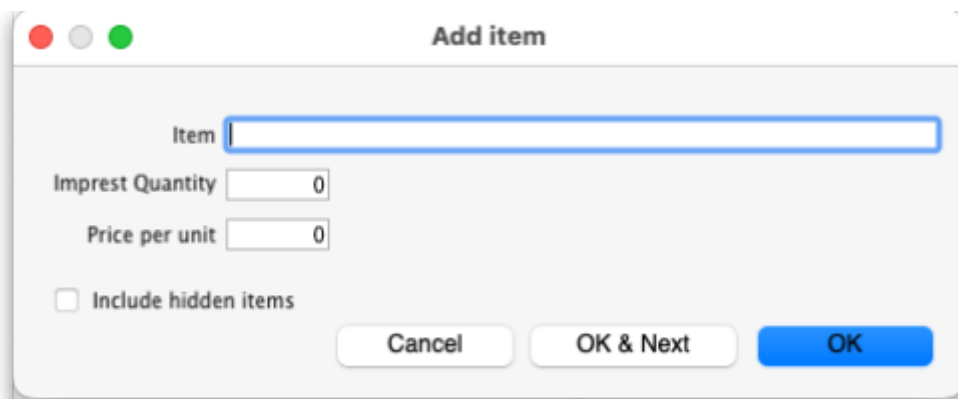 Add item
Item
Imprest Quantity 0
Price per unit 0
Include hidden items
Cancel OK & Next OK